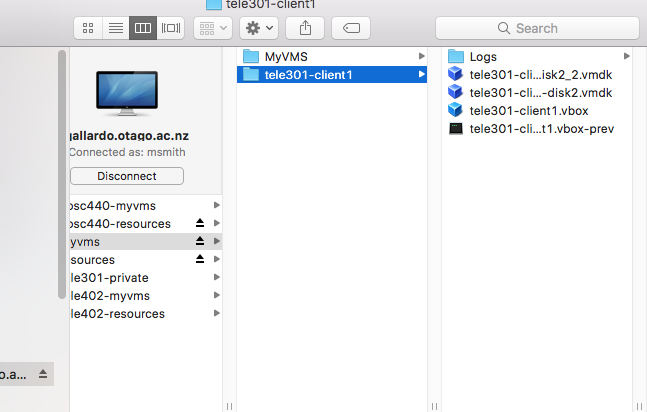 tele301-client1
Search
gallardo.otago.ac.nz
Connected as: msmith
Disconnect
osc440-myvms
osc440-resources
yvms
sources
le301-private
le402-myvms
le402-resources
o.a...
MyVMS
tele301-client1
Logs
tele301-cli...isk2_2.vmdk
tele301-cli...-disk2.vmdk
tele301-client1.vbox
tele301-cli...t1.vbox-prev